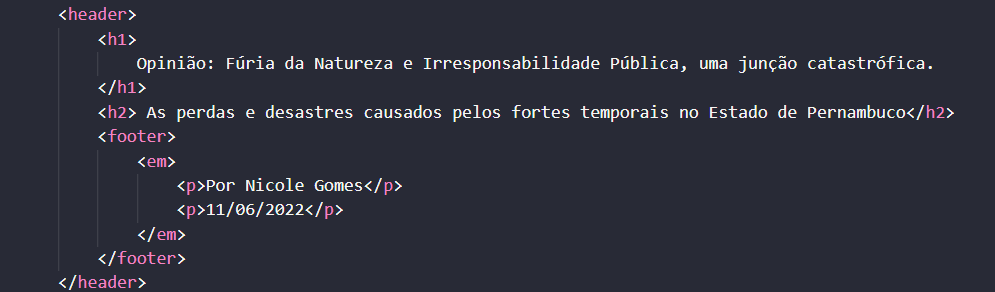 <header>
<h1>
Opinião: Fúria da Natureza e Irresponsabilidade Pública, uma junção catastrófica.
</h1>
<h2> As perdas e desastres causados pelos fortes temporais no Estado de Pernambuco</h2>
<footer>
<em>
<p>Por Nicole Gomes</p>
<p>11/06/2022</p>
</em>
</footer>
</header>